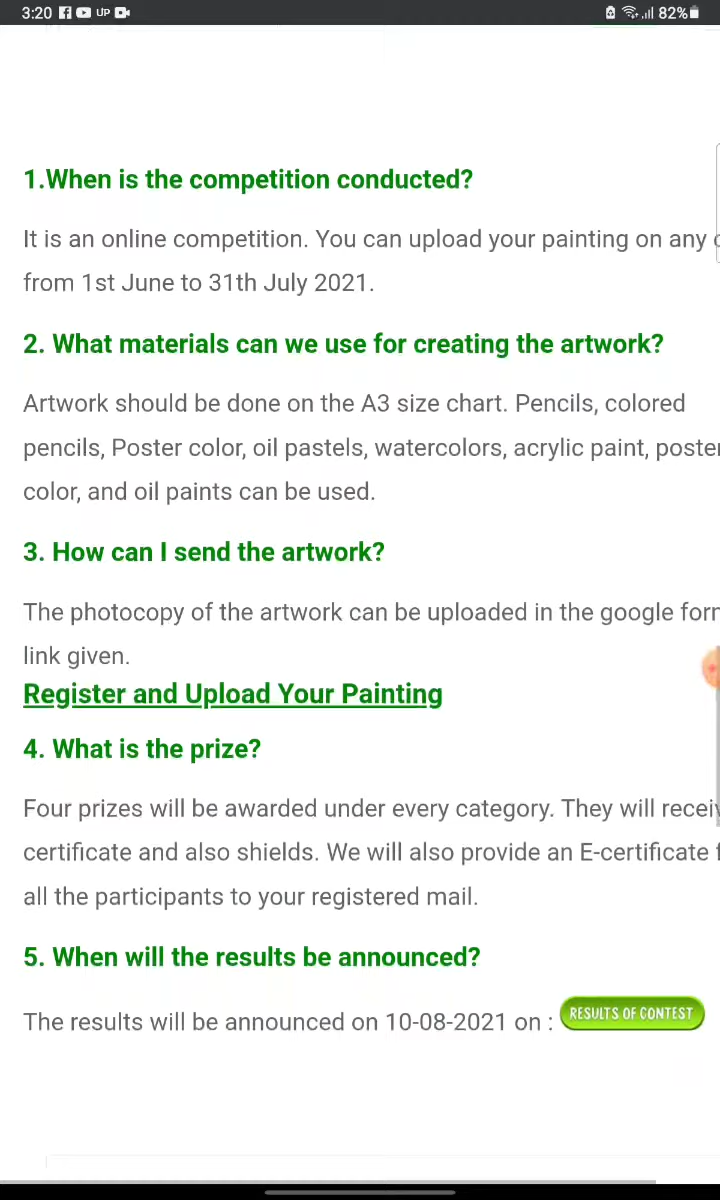 3:20 UP 82%
1.When is the competition conducted?
It is an online competition. You can upload your painting on any
from 1st June to 31th July 2021.
2. What materials can we use for creating the artwork?
Artwork should be done on the A3 size chart. Pencils, colored
pencils, Poster color, oil pastels, watercolors, acrylic paint, poster
color, and oil paints can be used.
3. How can I send the artwork?
The photocopy of the artwork can be uploaded in the google
link given.
Register and Upload Your Painting
4. What is the prize?
Four prizes will be awarded under every category. They will
certificate and also shields. We will also provide an E-certificate
all the participants to your registered mail.
5. When will the results be announced?
The results will be announced on 10-08-2021 on : RESULTS OF CONTEST